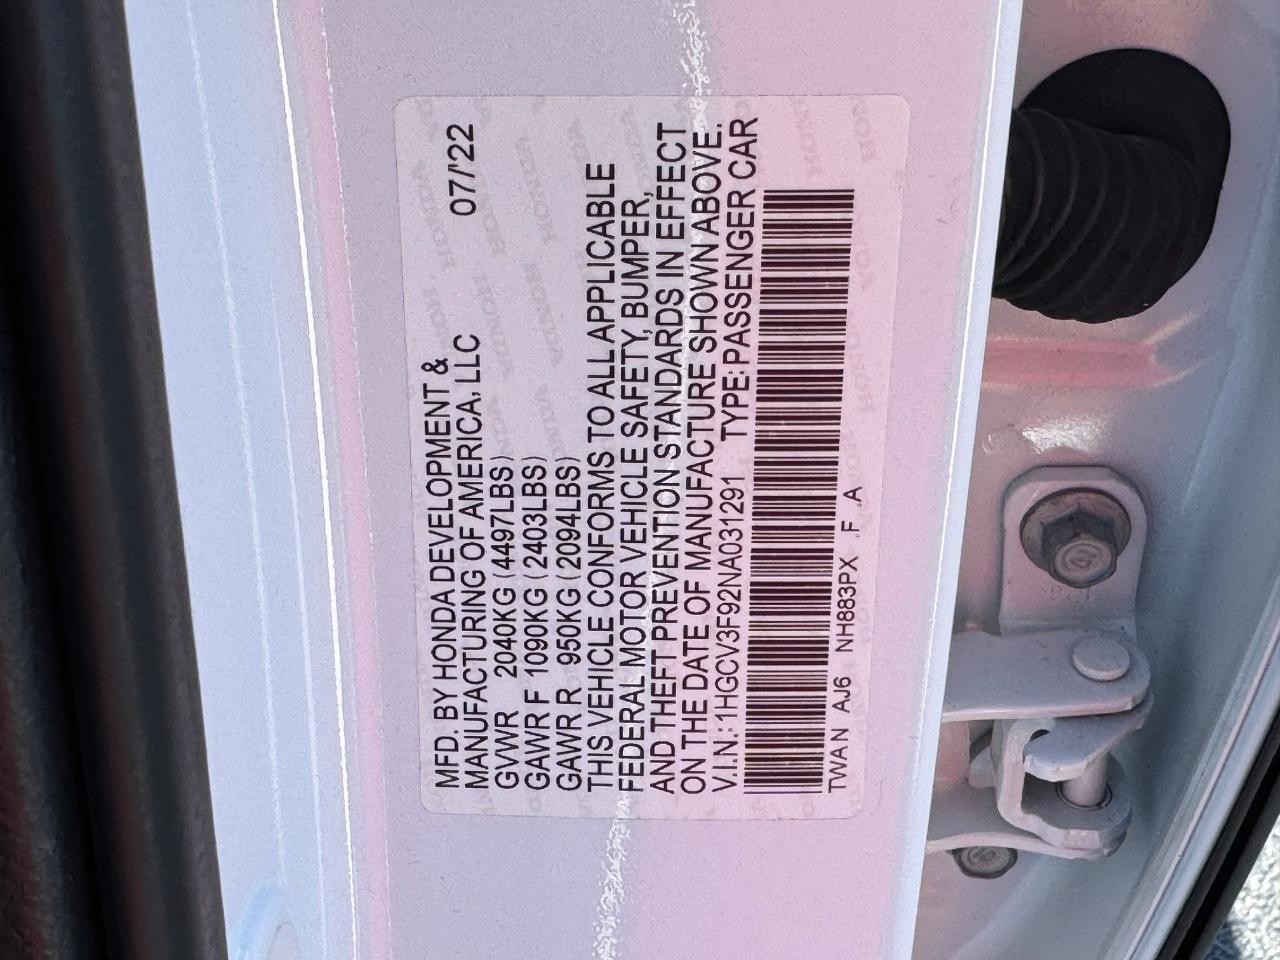 MFD. BY HONDA DEVELOPMENT &
MANUFACTURING OF AMERICA, LLC 07/'22
GVWR 2040KG (4497LBS)
GAWR F 1090KG (2403LBS)
GAWR R 950KG (2094LBS)
THIS VEHICLE CONFORMS TO ALL APPLICABLE
FEDERAL MOTOR VEHICLE SAFETY, BUMPER,
AND THEFT PREVENTION STANDARDS IN EFFECT
ON THE DATE OF MANUFACTURE SHOWN ABOVE.
V.I.N.: 1HGCV3F92NA031291 TYPE: PASSENGER CAR
TWA N AJ6 NH883PX .F .A